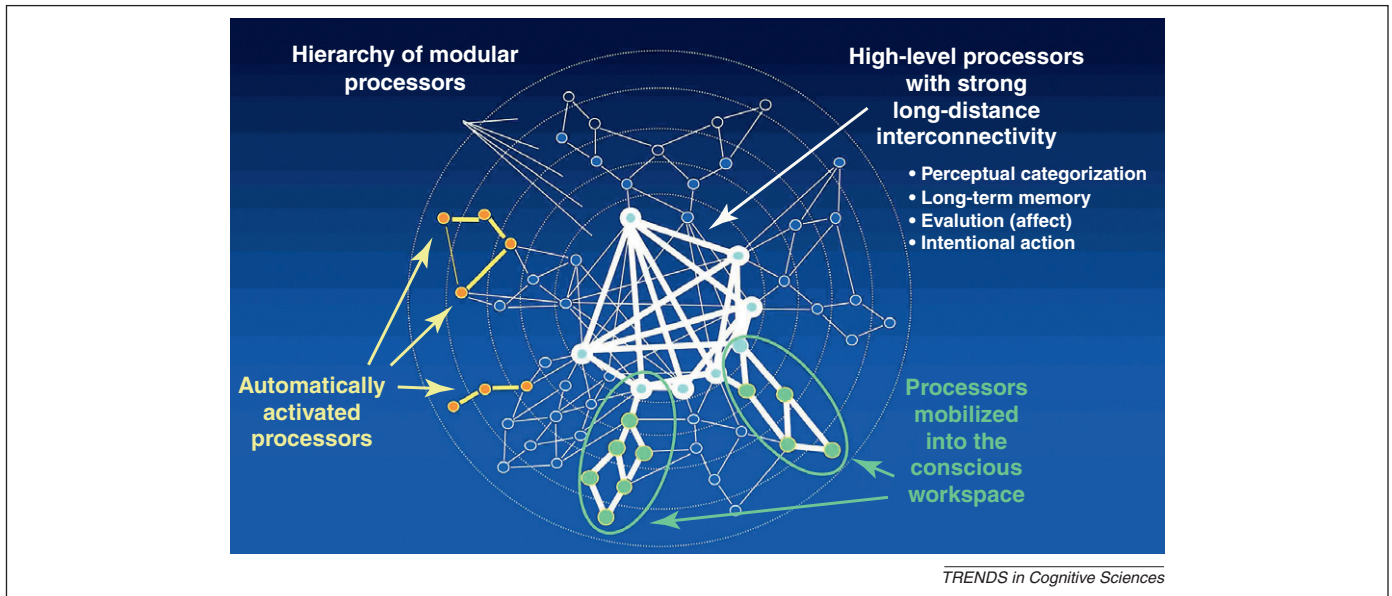 Hierarchy of modular
processors
High-level processors
with strong
long-distance
interconnectivity
• Perceptual categorization
• Long-term memory
• Evalution (affect)
• Intentional action
Automatically
activated
processors
Processors
mobilized
into the
conscious
workspace
TRENDS in Cognitive Sciences